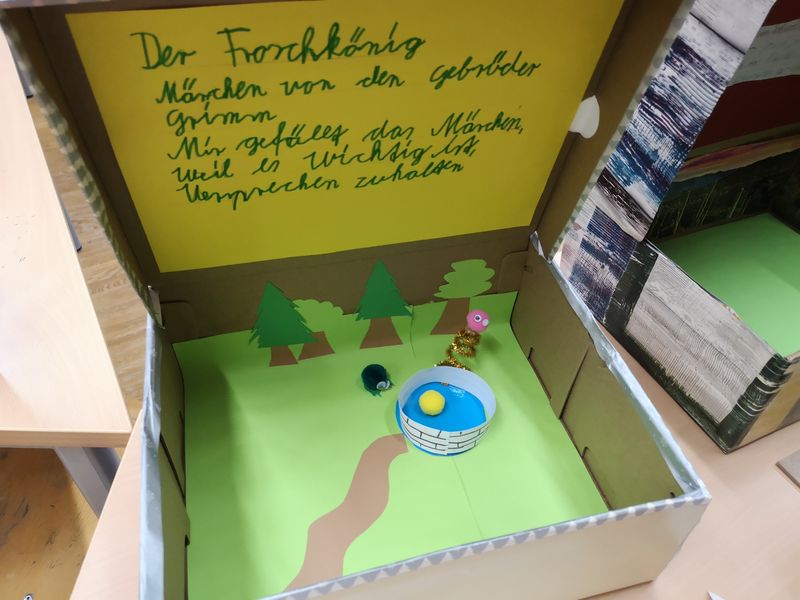 Der Froschkönig
Märchen von den Gebrüder
Grimm
Mir gefällt das Märchen,
Weil es wichtig ist,
Versprechen zuhalten